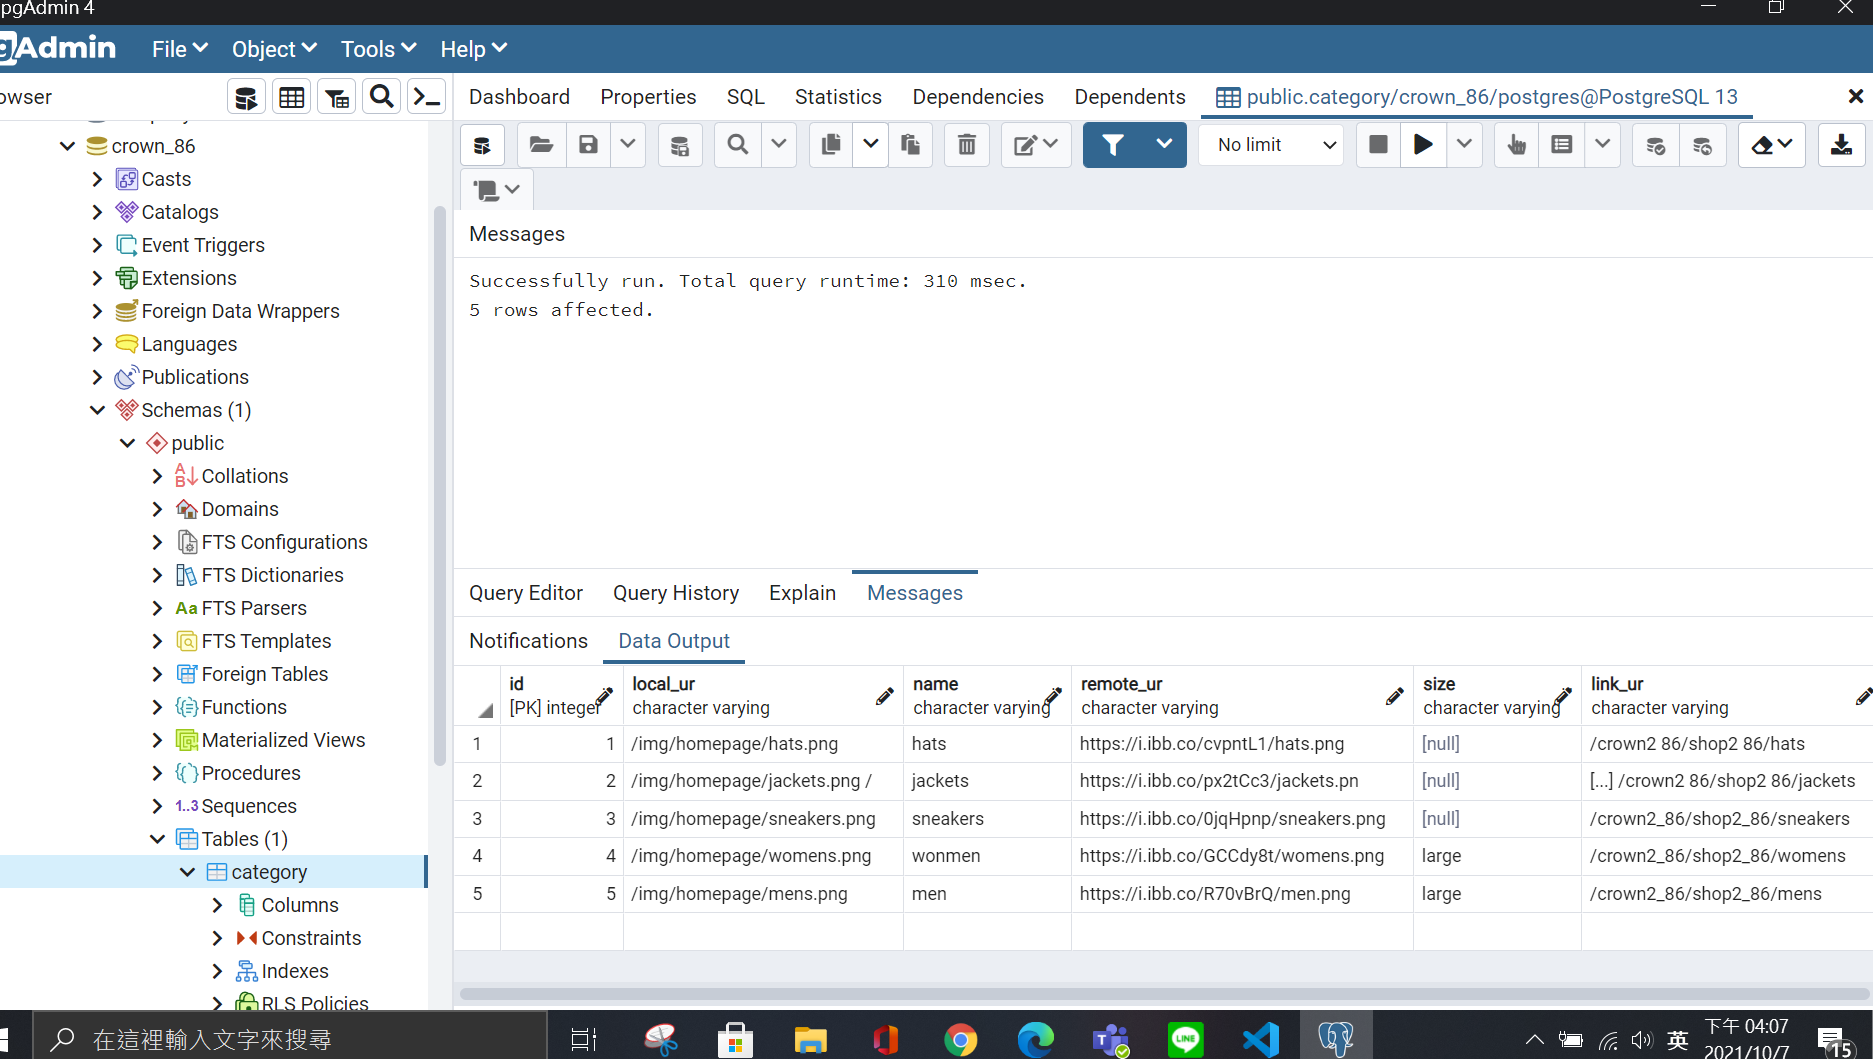 pgAdmin 4
gAdmin File Object Tools Help
owser
Dashboard Properties SQL Statistics Dependencies Dependents public.category/crown_86/postgres@PostgreSQL 13
No limit
crown_86
Casts
Catalogs
Event Triggers
Extensions
Foreign Data Wrappers
Languages
Publications
Schemas (1)
public
Collations
Domains
FTS Configurations
FTS Dictionaries
Aa FTS Parsers
FTS Templates
Foreign Tables
Functions
Materialized Views
Procedures
1..3 Sequences
Tables (1)
category
Columns
Constraints
Indexes
RLS Policies
Messages
Successfully run. Total query runtime: 310 msec.
5 rows affected.
Query Editor Query History Explain Messages
Notifications Data Output
id local_ur name remote_ur size link_ur
[PK] integer character varying character varying character varying character varying character varying
1 1 /img/homepage/hats.png hats https://i.ibb.co/cvpntL1/hats.png [null] /crown2 86/shop2 86/hats
2 2 /img/homepage/jackets.png / jackets https://i.ibb.co/px2tCc3/jackets.pn [null] [...] /crown2 86/shop2 86/jackets
3 3 /img/homepage/sneakers.png sneakers https://i.ibb.co/0jqHpnp/sneakers.png [null] /crown2_86/shop2_86/sneakers
4 4 /img/homepage/womens.png wonmen https://i.ibb.co/GCCdy8t/womens.png large /crown2_86/shop2_86/womens
5 5 /img/homepage/mens.png men https://i.ibb.co/R70vBrQ/men.png large /crown2_86/shop2_86/mens
在這裡輸入文字來搜尋
LINE
英
下午 04:07
2021/10/7
15